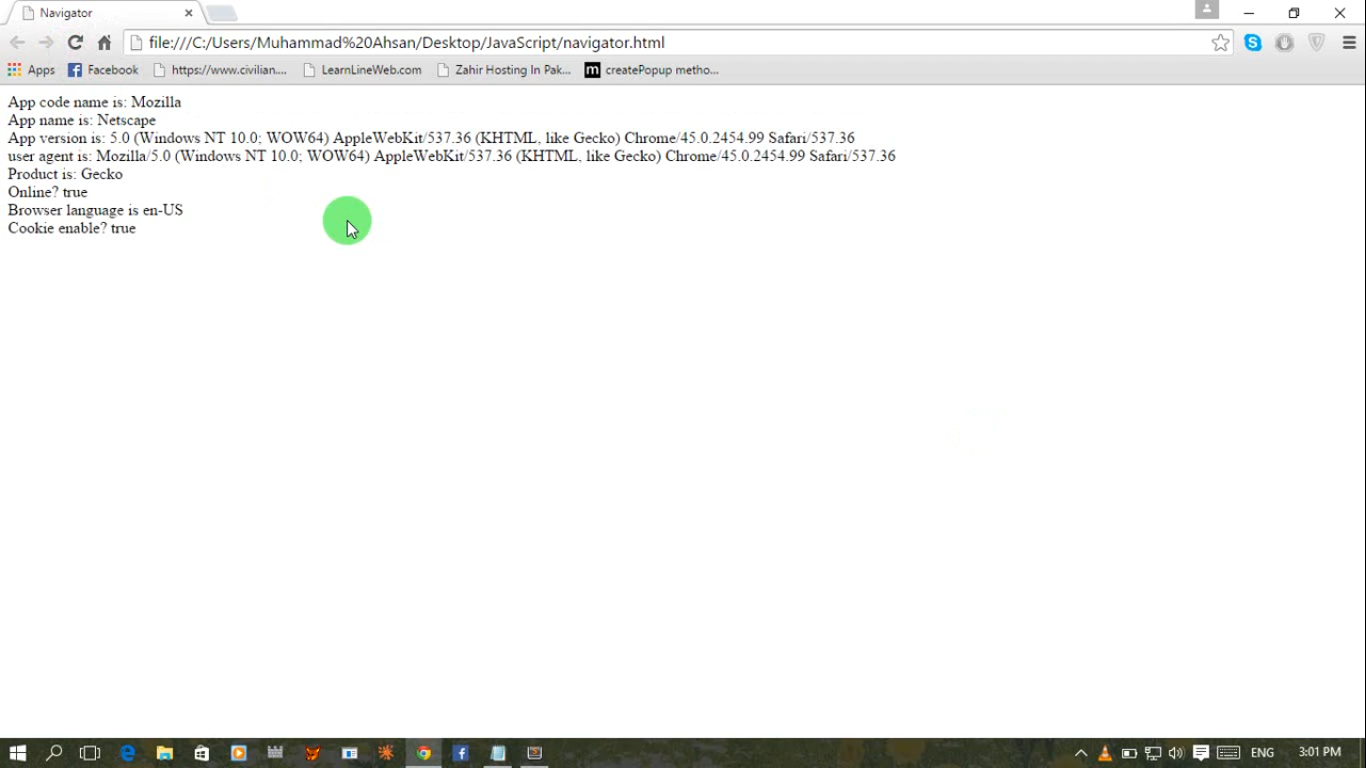 Navigator
file:///C:/Users/Muhammad%20Ahsan/Desktop/JavaScript/navigator.html
Apps Facebook https://www.civilian.... LearnLineWeb.com Zahir Hosting In Pak... m createPopup metho...
App code name is: Mozilla
App name is: Netscape
App version is: 5.0 (Windows NT 10.0; WOW64) AppleWebKit/537.36 (KHTML, like Gecko) Chrome/45.0.2454.99 Safari/537.36
user agent is: Mozilla/5.0 (Windows NT 10.0; WOW64) AppleWebKit/537.36 (KHTML, like Gecko) Chrome/45.0.2454.99 Safari/537.36
Product is: Gecko
Online? true
Browser language is en-US
Cookie enable? true
ENG 3:01 PM